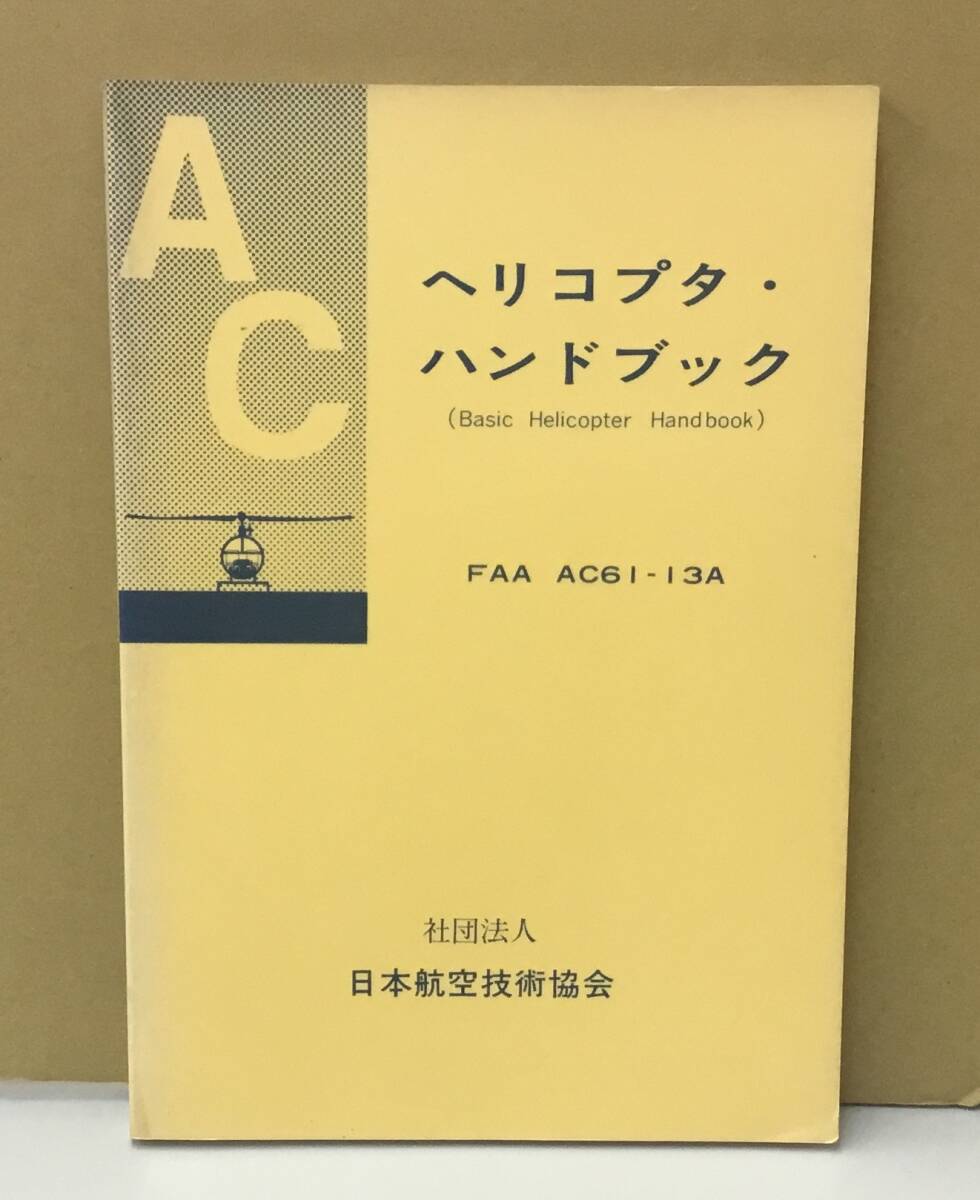 A
C
ヘリコプタ・
ハンドブック
(Basic Helicopter Handbook)
FAA AC61-13A
社団法人
日本航空技術協会